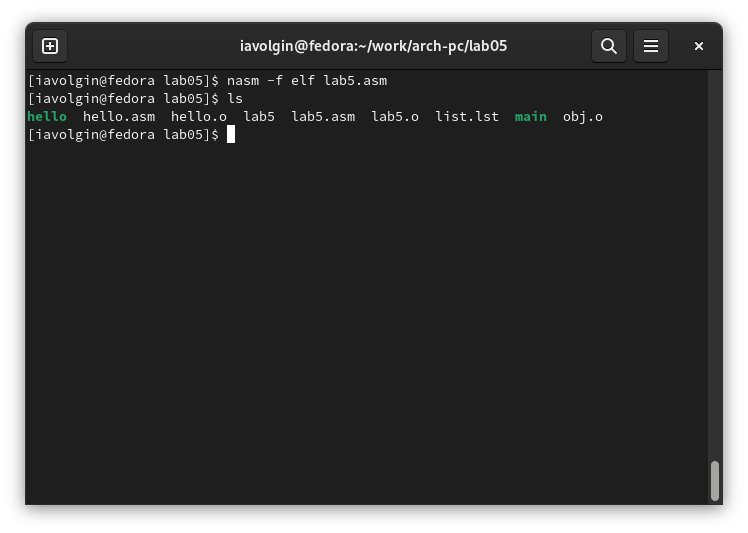 iavolgin@fedora:~/work/arch-pc/lab05
[iavolgin@fedora lab05]$ nasm -f elf lab5.asm
[iavolgin@fedora lab05]$ ls
hello  hello.asm  hello.o  lab5  lab5.asm  lab5.o  list.lst  main  obj.o
[iavolgin@fedora lab05]$